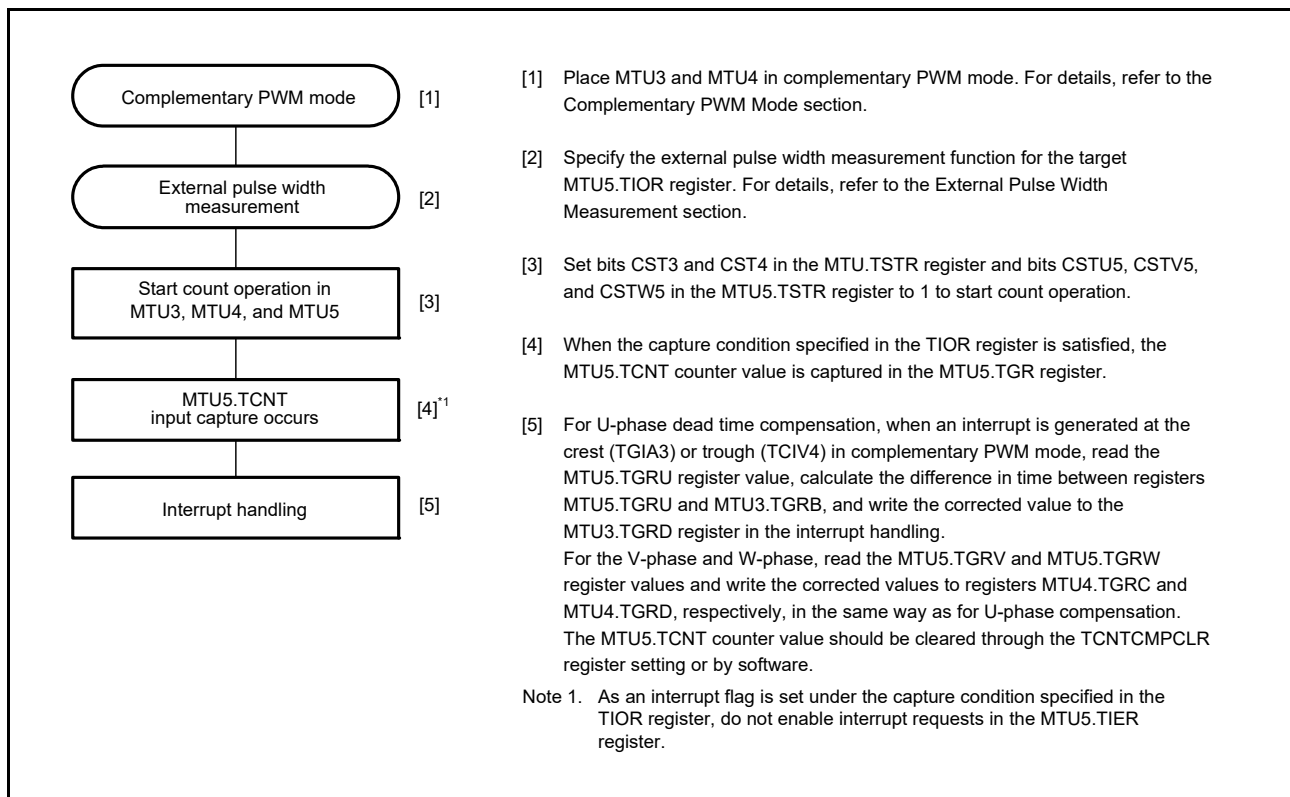 Complementary PWM mode [1]
External pulse width
measurement [2]
Start count operation in
MTU3, MTU4, and MTU5 [3]
MTU5.TCNT
input capture occurs [4]*1
Interrupt handling [5]
[1] Place MTU3 and MTU4 in complementary PWM mode. For details, refer to the
Complementary PWM Mode section.
[2] Specify the external pulse width measurement function for the target
MTU5.TIOR register. For details, refer to the External Pulse Width
Measurement section.
[3] Set bits CST3 and CST4 in the MTU.TSTR register and bits CSTU5, CSTV5,
and CSTW5 in the MTU5.TSTR register to 1 to start count operation.
[4] When the capture condition specified in the TIOR register is satisfied, the
MTU5.TCNT counter value is captured in the MTU5.TGR register.
[5] For U-phase dead time compensation, when an interrupt is generated at the
crest (TGIA3) or trough (TCIV4) in complementary PWM mode, read the
MTU5.TGRU register value, calculate the difference in time between registers
MTU5.TGRU and MTU3.TGRB, and write the corrected value to the
MTU3.TGRD register in the interrupt handling.
For the V-phase and W-phase, read the MTU5.TGRV and MTU5.TGRW
register values and write the corrected values to registers MTU4.TGRC and
MTU4.TGRD, respectively, in the same way as for U-phase compensation.
The MTU5.TCNT counter value should be cleared through the TCNTCMPCLR
register setting or by software.
Note 1. As an interrupt flag is set under the capture condition specified in the
TIOR register, do not enable interrupt requests in the MTU5.TIER
register.